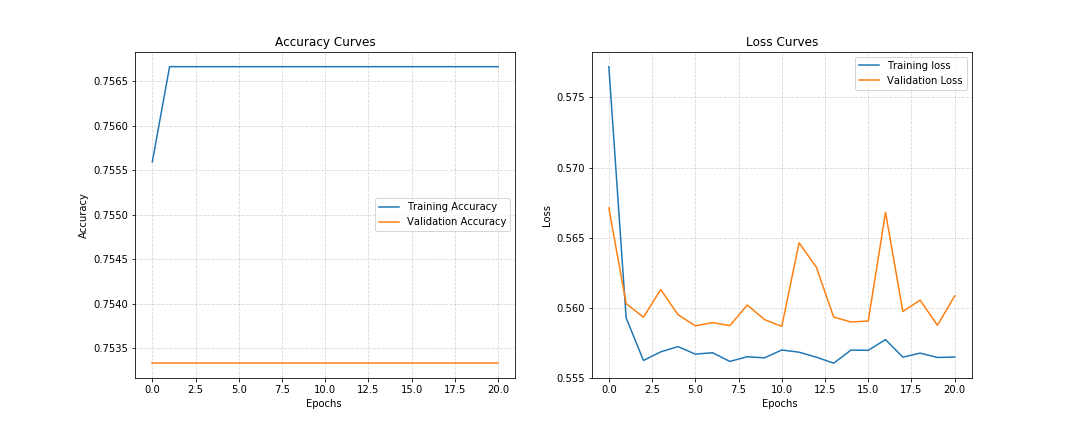 Accuracy Curves
0.7565
0.7560
0.7555
0.7550
0.7545
0.7540
0.7535
Accuracy
Training Accuracy
Validation Accuracy
0.0 2.5 5.0 7.5 10.0 12.5 15.0 17.5 20.0
Epochs
Loss Curves
0.575
0.570
0.565
0.560
0.555
Loss
Training loss
Validation Loss
0.0 2.5 5.0 7.5 10.0 12.5 15.0 17.5 20.0
Epochs